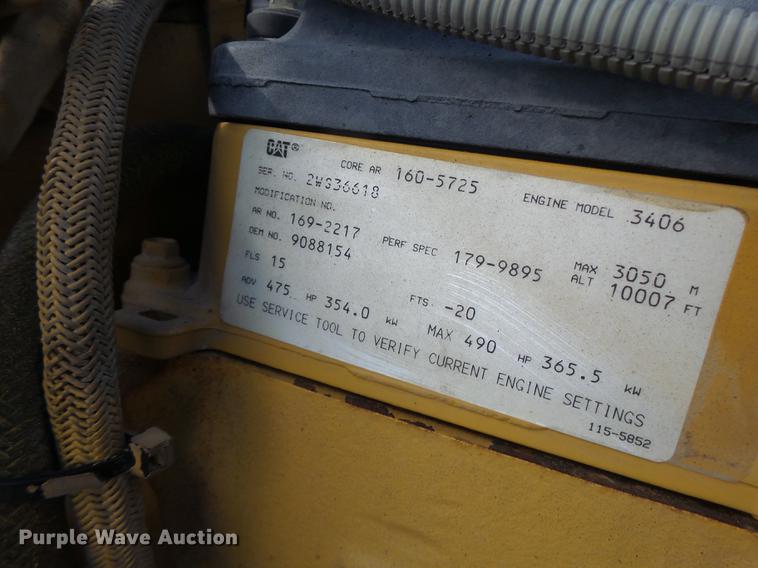 CAT®
CORE AR 160-5725 ENGINE MODEL 3406
SER. NO. 2WS36618
MODIFICATION NO.
AR NO. 169-2217 PERF SPEC 179-9895 MAX ALT 3050 M 10007 FT
OEM NO. 9088154
FLS 15 FTS -20
ADV 475 HP 354.0 kW MAX 490 HP 365.5 kW
USE SERVICE TOOL TO VERIFY CURRENT ENGINE SETTINGS
115-5852
Purple Wave Auction